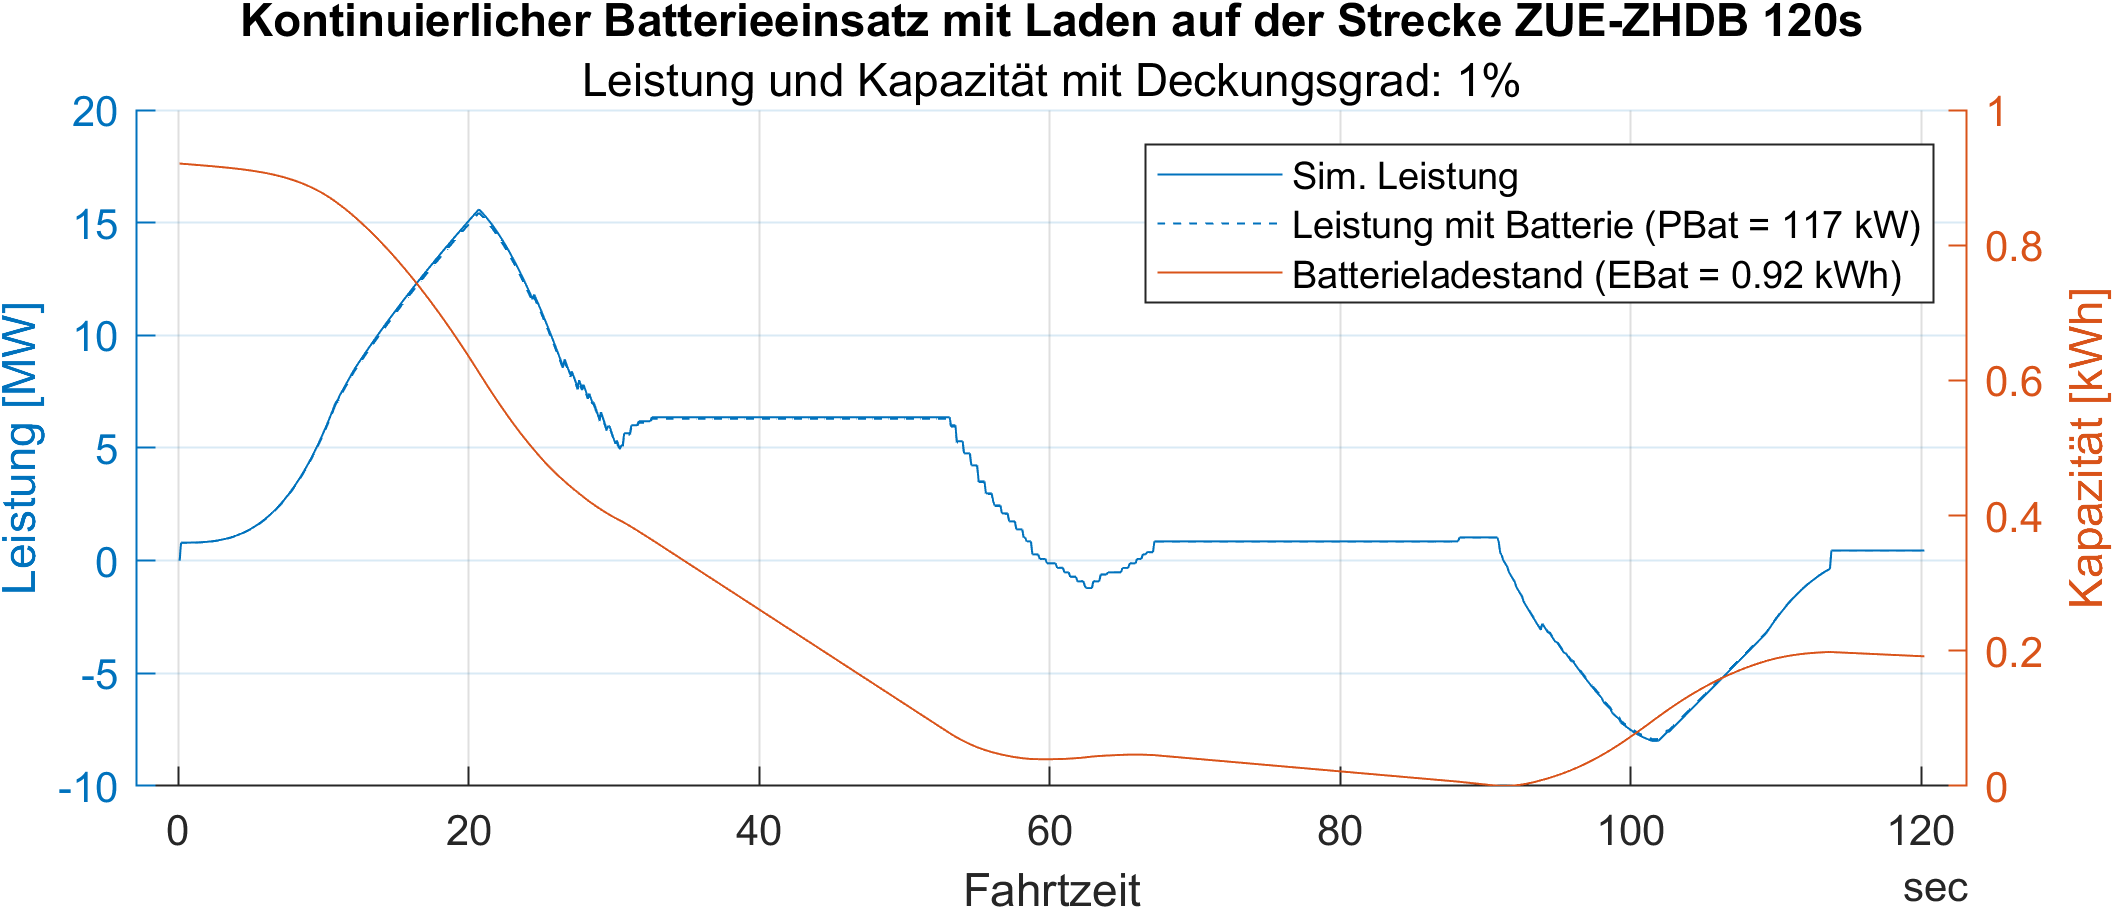 Kontinuierlicher Batterieeinsatz mit Laden auf der Strecke ZUE-ZHDB 120s
Leistung und Kapazität mit Deckungsgrad: 1%
Leistung [MW]
20
15
10
5
0
-5
-10
Sim. Leistung
Leistung mit Batterie (PBat = 117 kW)
Batterieladestand (EBat = 0.92 kWh)
1
0.8
0.6
0.4
0.2
0
Kapazität [kWh]
0 20 40 60 80 100 120
Fahrtzeit
sec